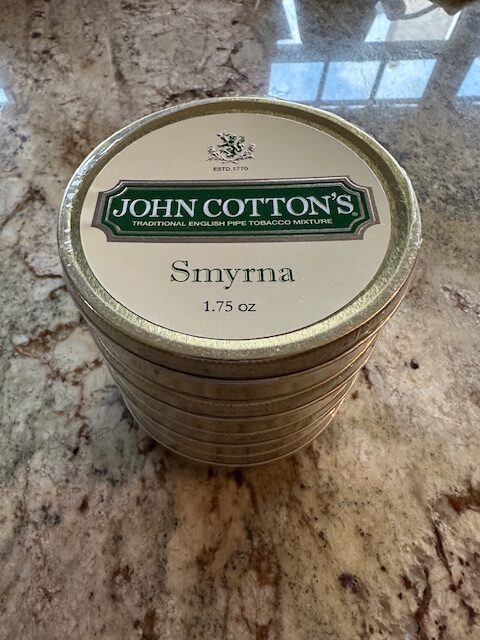 ESTD. 1770
JOHN COTTON'S®
TRADITIONAL ENGLISH PIPE TOBACCO MIXTURE
Smyrna
1.75 oz